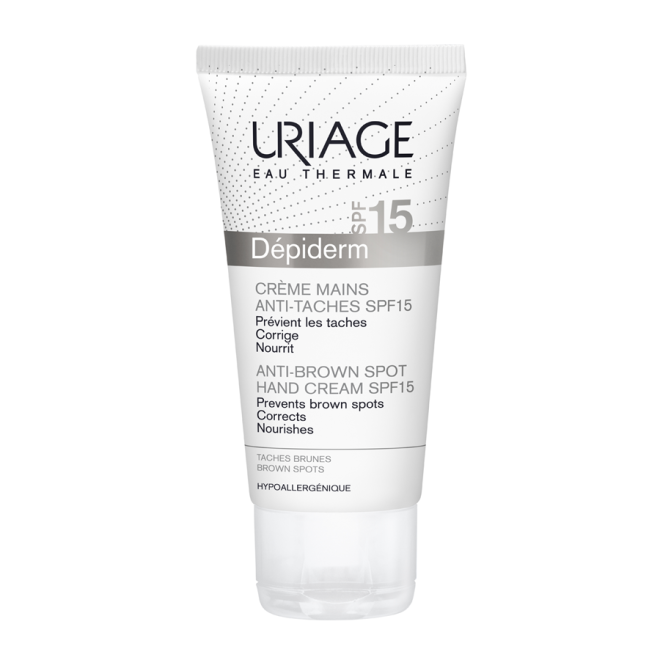 URIAGE
EAU THERMALE
SPF 15
Dépiderm
CRÈME MAINS
ANTI-TACHES SPF15
Prévient les taches
Corrige
Nourrit
ANTI-BROWN SPOT
HAND CREAM SPF15
Prevents brown spots
Corrects
Nourishes
TACHES BRUNES
BROWN SPOTS
HYPOALLERGÉNIQUE